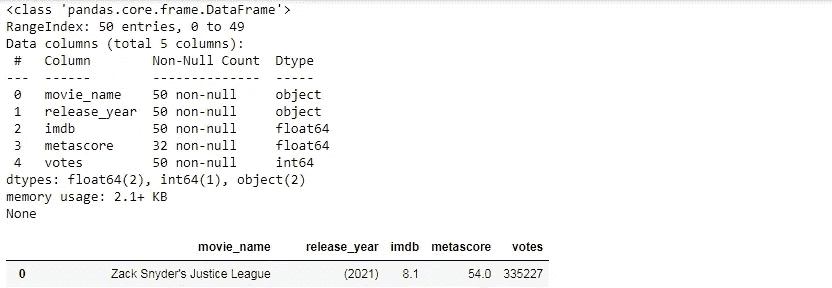 <class 'pandas.core.frame.DataFrame'>
RangeIndex: 50 entries, 0 to 49
Data columns (total 5 columns):
#   Column        Non-Null Count  Dtype
---  ------        --------------  -----
0   movie_name    50 non-null     object
1   release_year  50 non-null     object
2   imdb          50 non-null     float64
3   metascore     32 non-null     float64
4   votes         50 non-null     int64
dtypes: float64(2), int64(1), object(2)
memory usage: 2.1+ KB
None
movie_name release_year imdb metascore votes
0 Zack Snyder's Justice League (2021) 8.1 54.0 335227